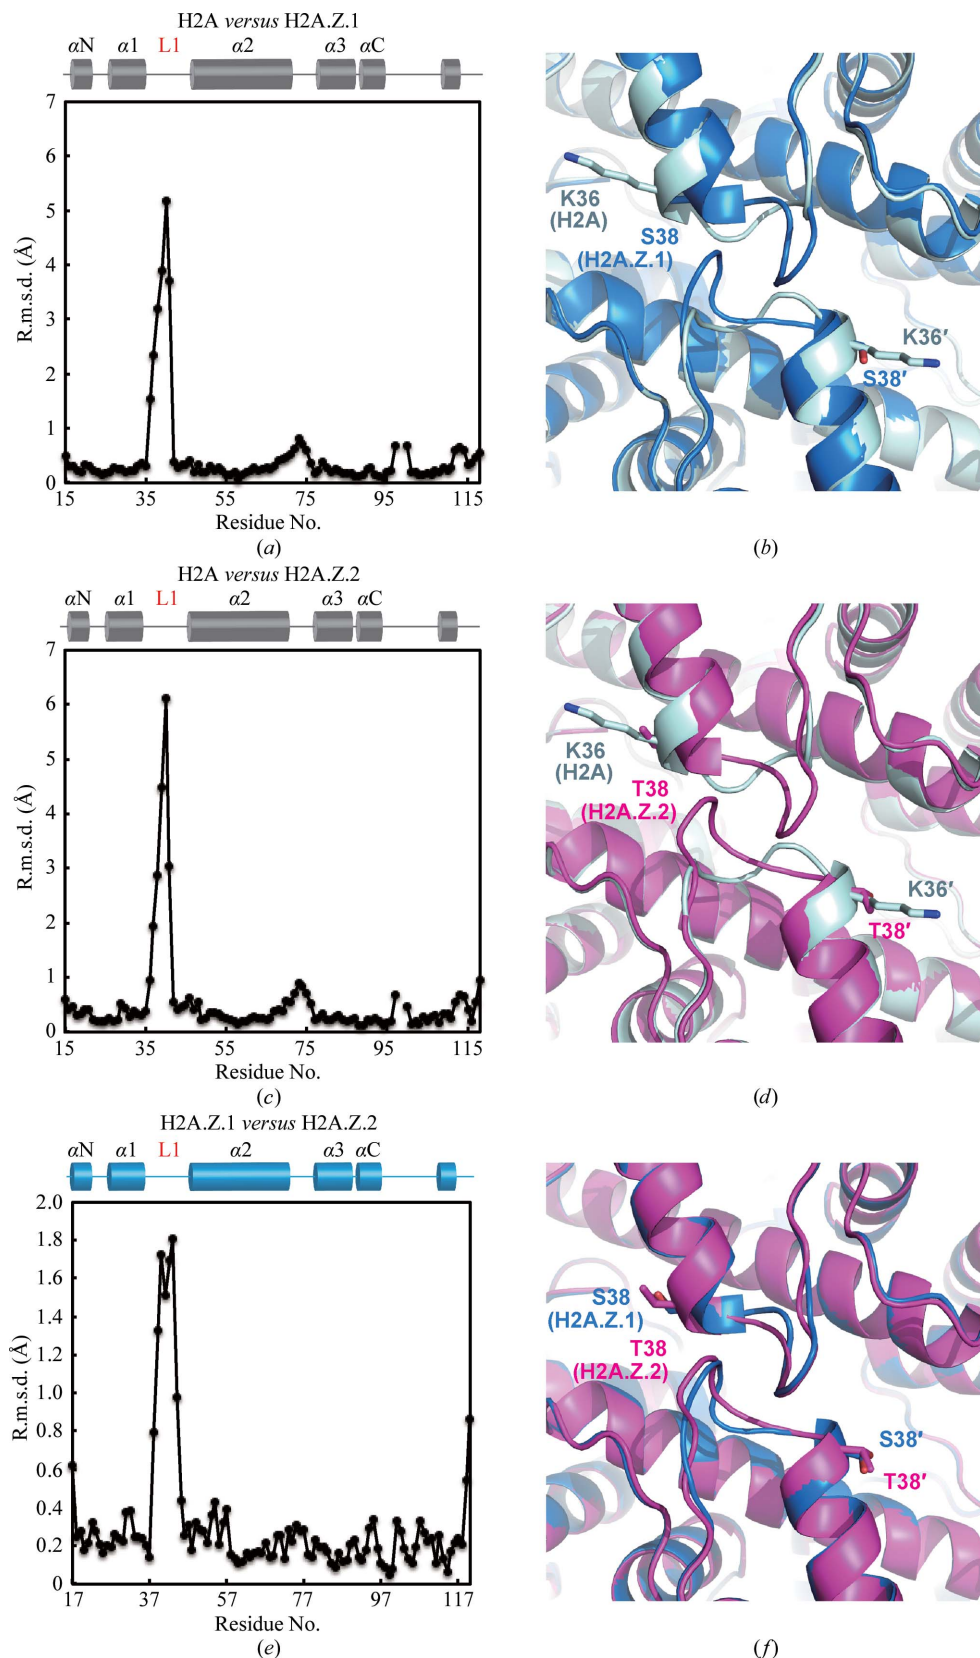 H2A versus H2A.Z.1
αN α1 L1 α2 α3 αC
7
6
5
4
3
2
1
0
R.m.s.d. (Å)
15 35 55 75 95 115
Residue No.
(a)
K36
(H2A)
S38
(H2A.Z.1)
K36′
S38′
(b)
H2A versus H2A.Z.2
αN α1 L1 α2 α3 αC
7
6
5
4
3
2
1
0
R.m.s.d. (Å)
15 35 55 75 95 115
Residue No.
(c)
K36
(H2A)
T38
(H2A.Z.2)
K36′
T38′
(d)
H2A.Z.1 versus H2A.Z.2
αN α1 L1 α2 α3 αC
2.0
1.8
1.6
1.4
1.2
1.0
0.8
0.6
0.4
0.2
0
R.m.s.d. (Å)
17 37 57 77 97 117
Residue No.
(e)
S38
(H2A.Z.1)
T38
(H2A.Z.2)
S38′
T38′
(f)